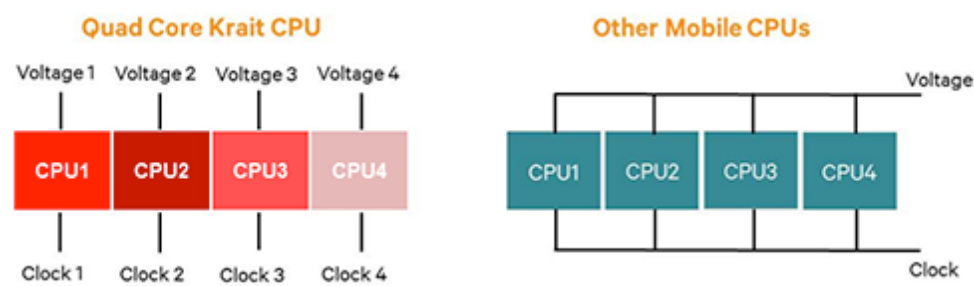 Quad Core Krait CPU
Voltage 1 Voltage 2 Voltage 3 Voltage 4
CPU1 CPU2 CPU3 CPU4
Clock 1 Clock 2 Clock 3 Clock 4
Other Mobile CPUs
Voltage
CPU1 CPU2 CPU3 CPU4
Clock